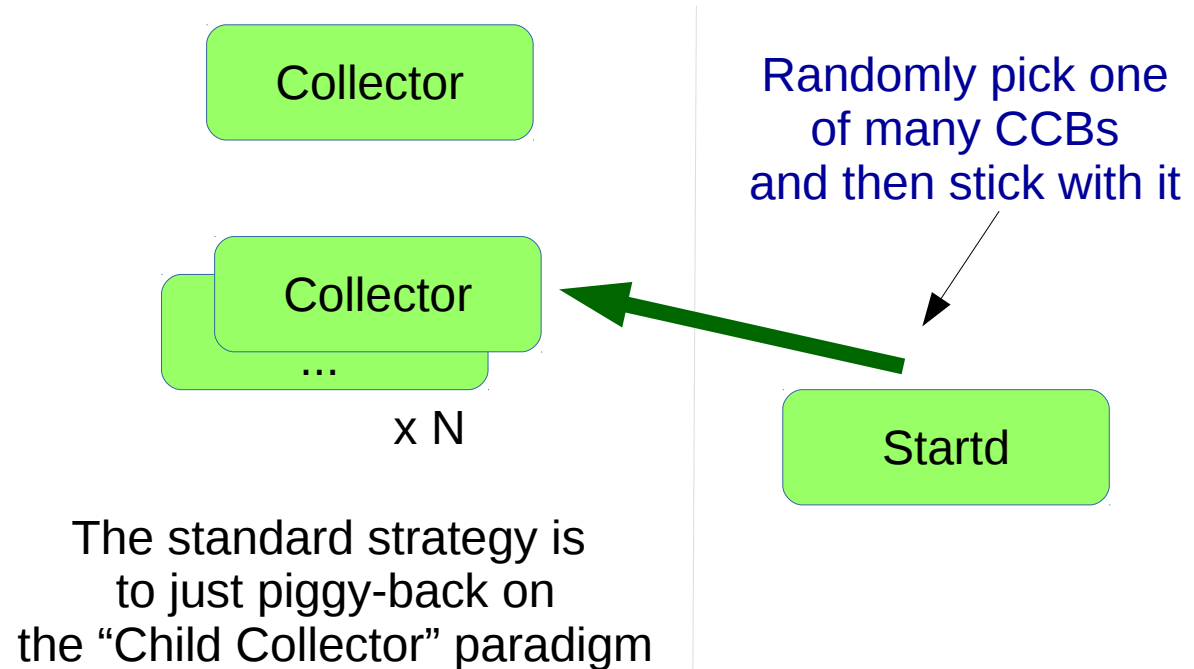 Collector
Randomly pick one
of many CCBs
and then stick with it
Collector
...
x N
Startd
The standard strategy is
to just piggy-back on
the “Child Collector” paradigm